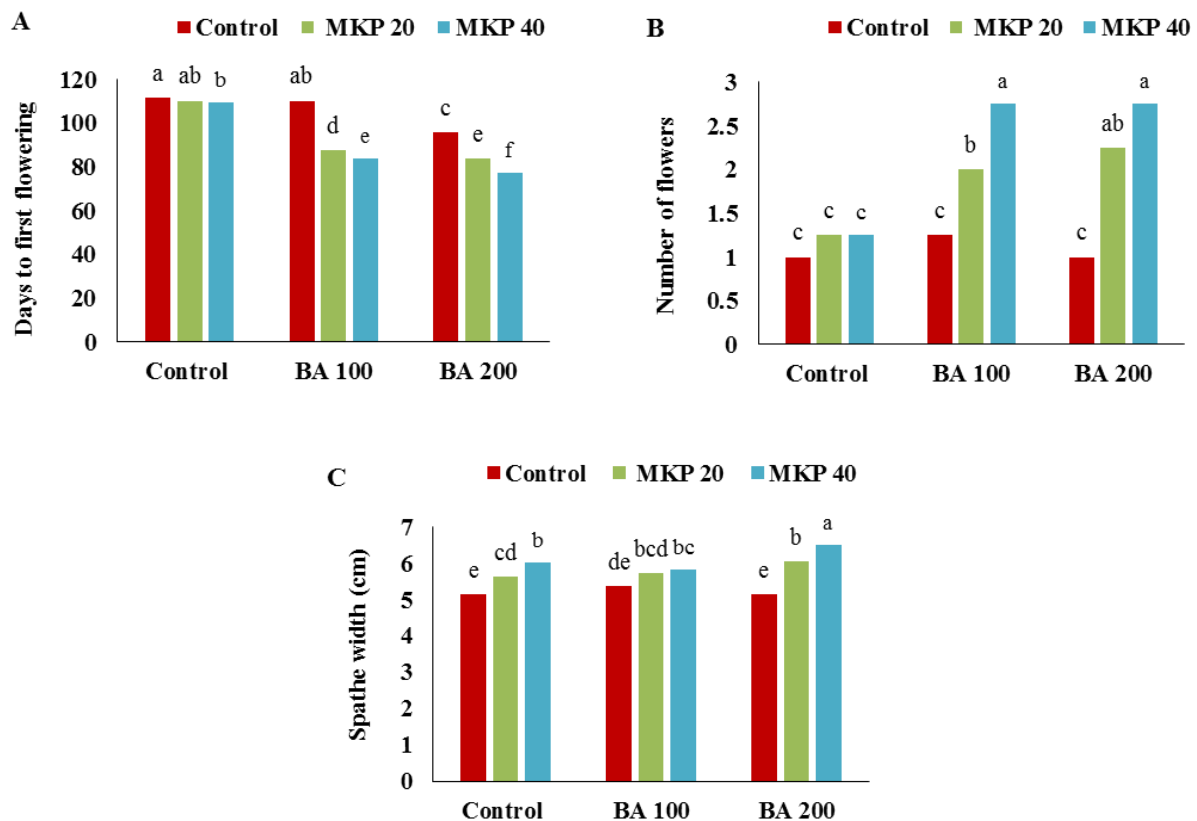 A
Control MKP 20 MKP 40
Days to first flowering
120
100
80
60
40
20
0
a ab b ab d e c e f
Control BA 100 BA 200
B
Control MKP 20 MKP 40
Number of flowers
3
2.5
2
1.5
1
0.5
0
c c c c b a c ab a
Control BA 100 BA 200
C
Control MKP 20 MKP 40
Spathe width (cm)
7
6
5
4
3
2
1
0
e cd b de bcd bc e b a
Control BA 100 BA 200